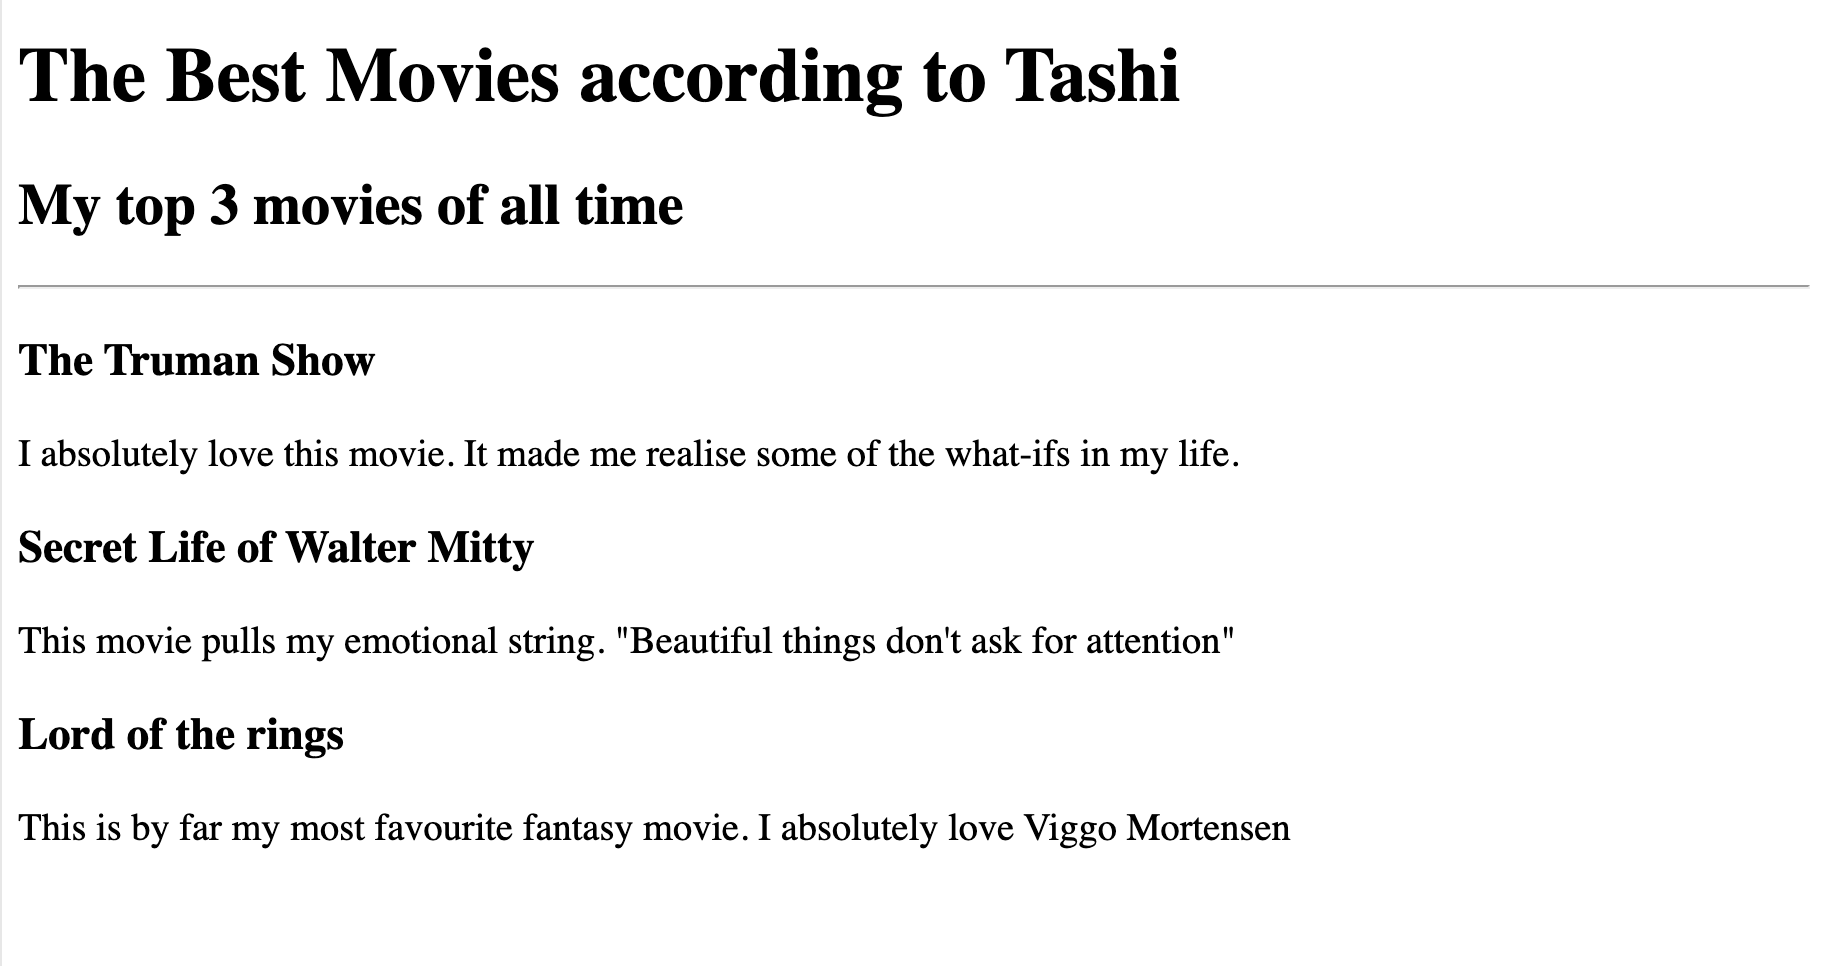 The Best Movies according to Tashi
My top 3 movies of all time
The Truman Show
I absolutely love this movie. It made me realise some of the what-ifs in my life.
Secret Life of Walter Mitty
This movie pulls my emotional string. "Beautiful things don't ask for attention"
Lord of the rings
This is by far my most favourite fantasy movie. I absolutely love Viggo Mortensen